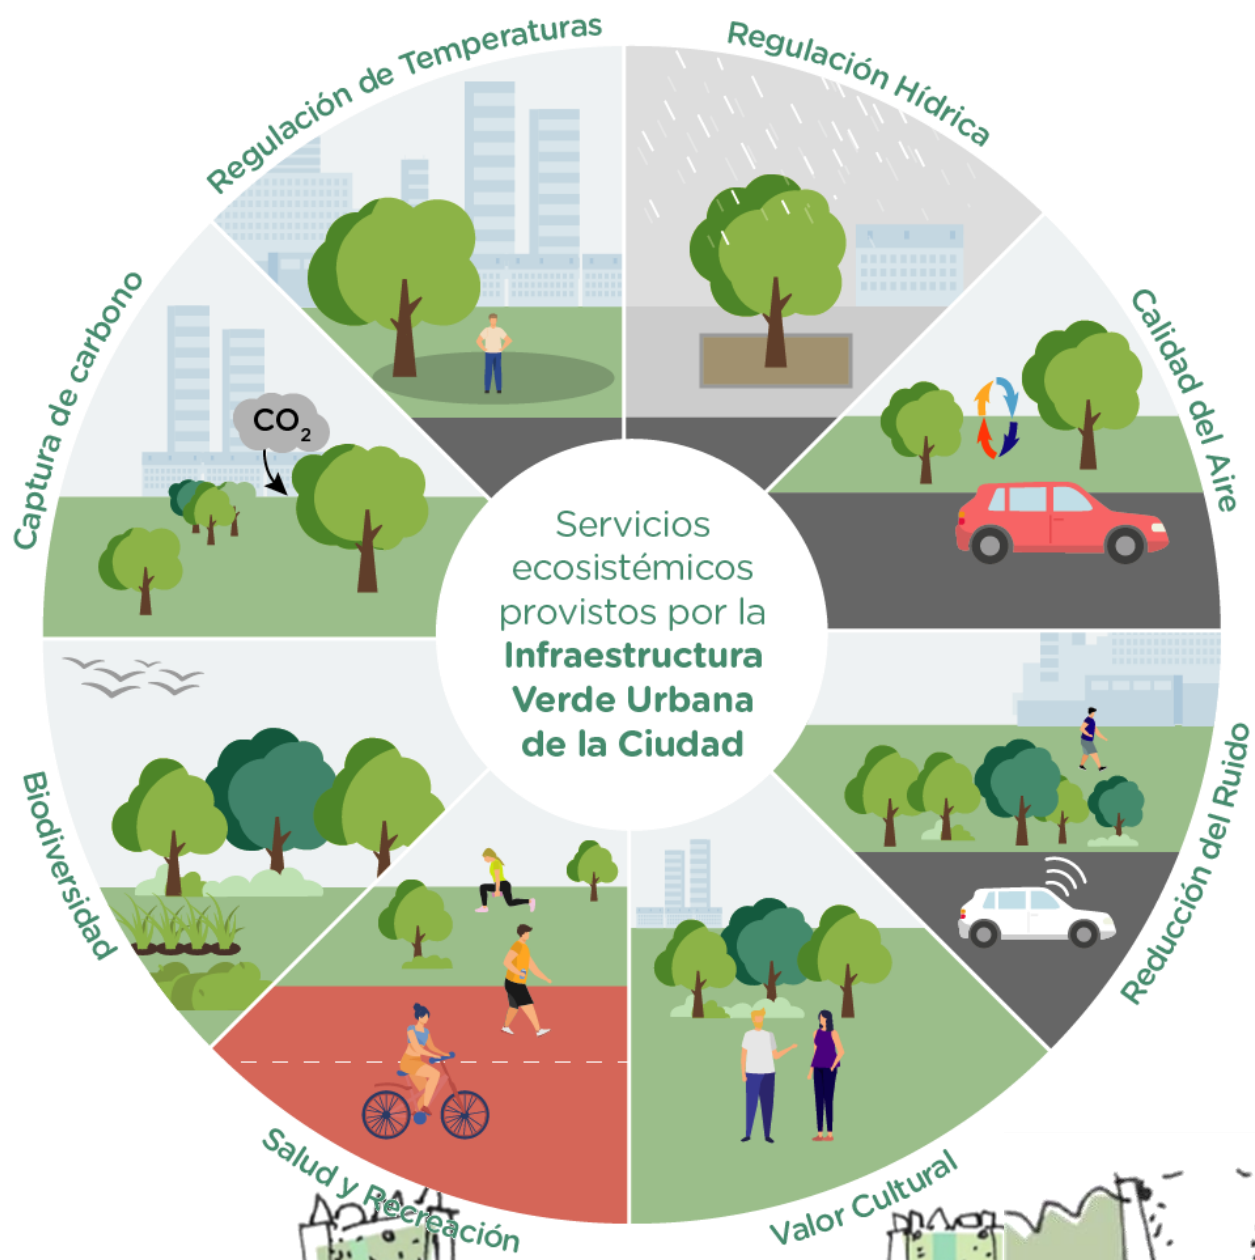 Regulación de Temperaturas
Regulación Hídrica
Calidad del Aire
Reducción del Ruido
Valor Cultural
Salud y Recreación
Biodiversidad
Captura de carbono
CO2
Servicios
ecosistémicos
provistos por la
Infraestructura
Verde Urbana
de la Ciudad